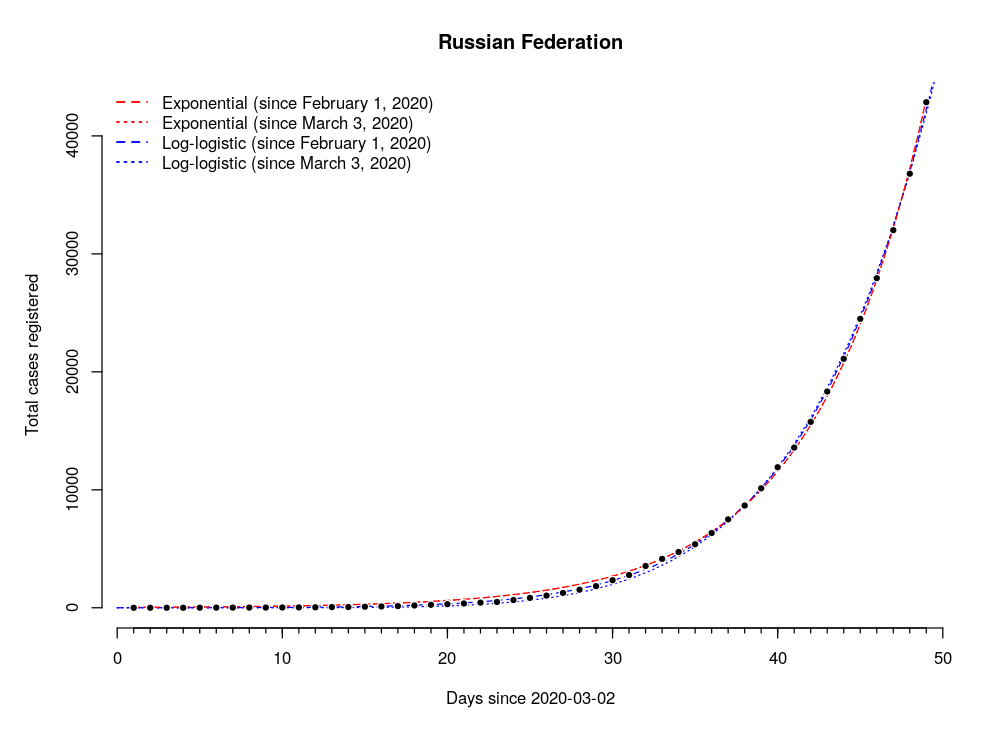 Russian Federation
Exponential (since February 1, 2020)
Exponential (since March 3, 2020)
Log-logistic (since February 1, 2020)
Log-logistic (since March 3, 2020)
Total cases registered
40000
30000
20000
10000
0
0 10 20 30 40 50
Days since 2020-03-02